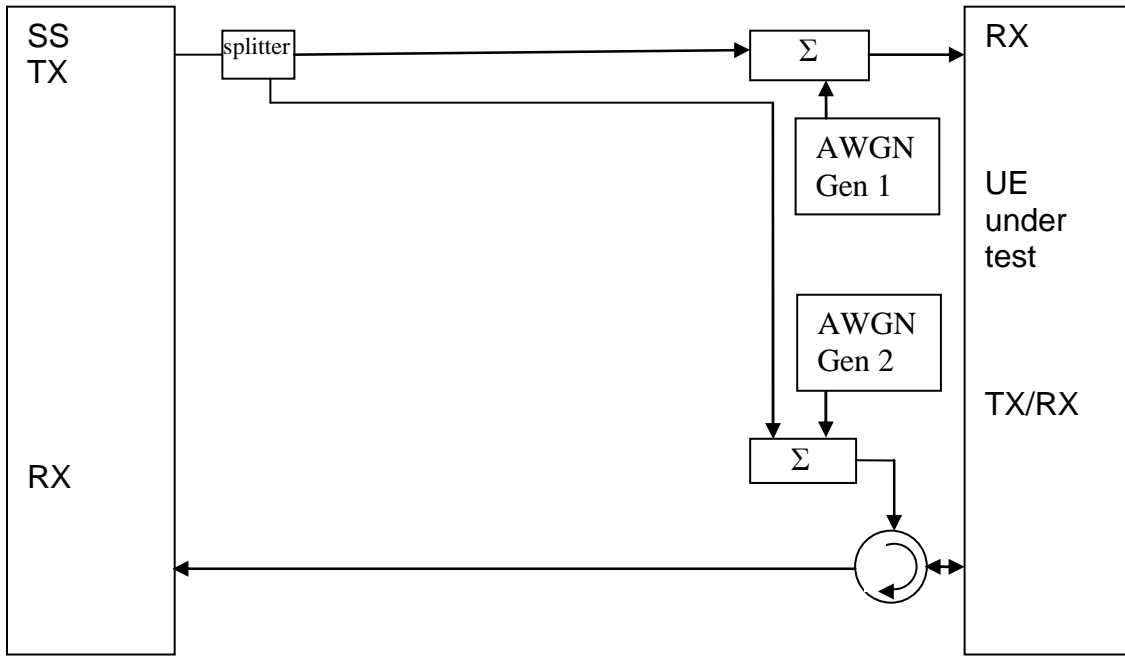 SS
TX
splitter
Σ
RX
AWGN
Gen 1
UE
under
test
AWGN
Gen 2
TX/RX
Σ
RX